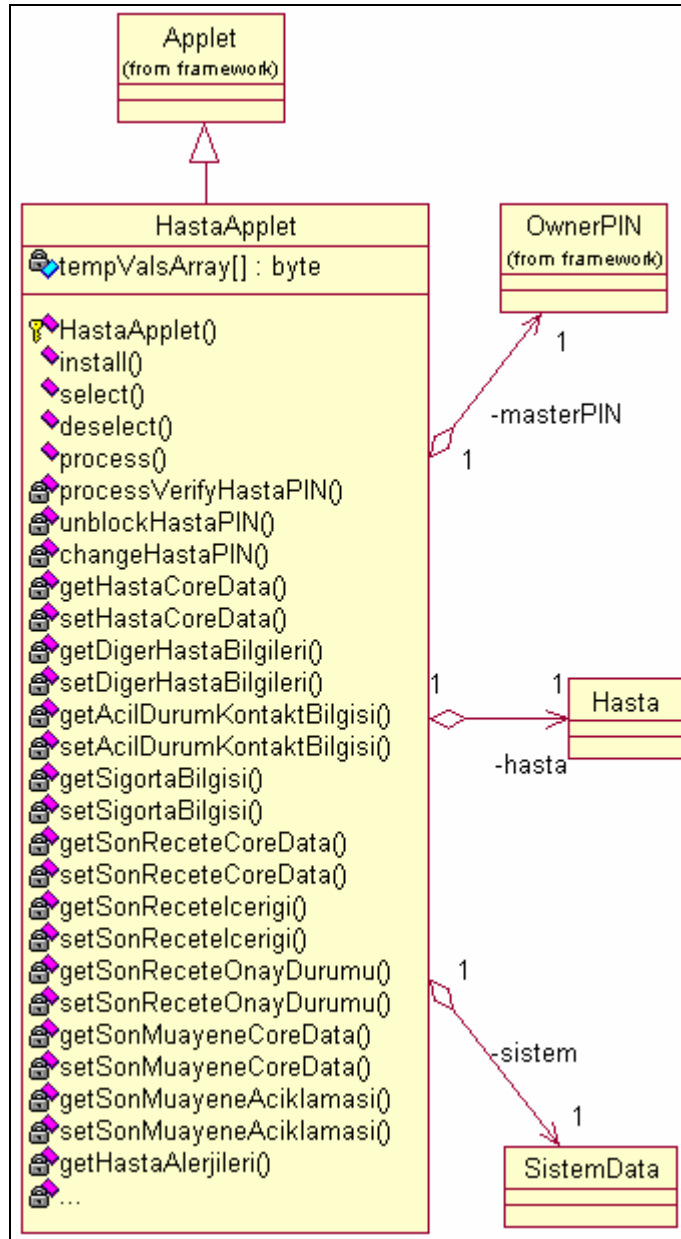 Applet
(from framework)
HastaApplet
tempValsArray[] : byte
HastaApplet()
install()
select()
deselect()
process()
processVerifyHastaPIN()
unblockHastaPIN()
changeHastaPIN()
getHastaCoreData()
setHastaCoreData()
getDigerHastaBilgileri()
setDigerHastaBilgileri()
getAcilDurumKontaktBilgisi()
setAcilDurumKontaktBilgisi()
getSigortaBilgisi()
setSigortaBilgisi()
getSonReceteCoreData()
setSonReceteCoreData()
getSonReceteIcerigi()
setSonReceteIcerigi()
getSonReceteOnayDurumu()
setSonReceteOnayDurumu()
getSonMuayeneCoreData()
setSonMuayeneCoreData()
getSonMuayeneAciklamasi()
setSonMuayeneAciklamasi()
getHastaAlerjileri()
...
OwnerPIN
(from framework)
1
-masterPIN
1
1
1
Hasta
-hasta
1
-sistem
1
SistemData